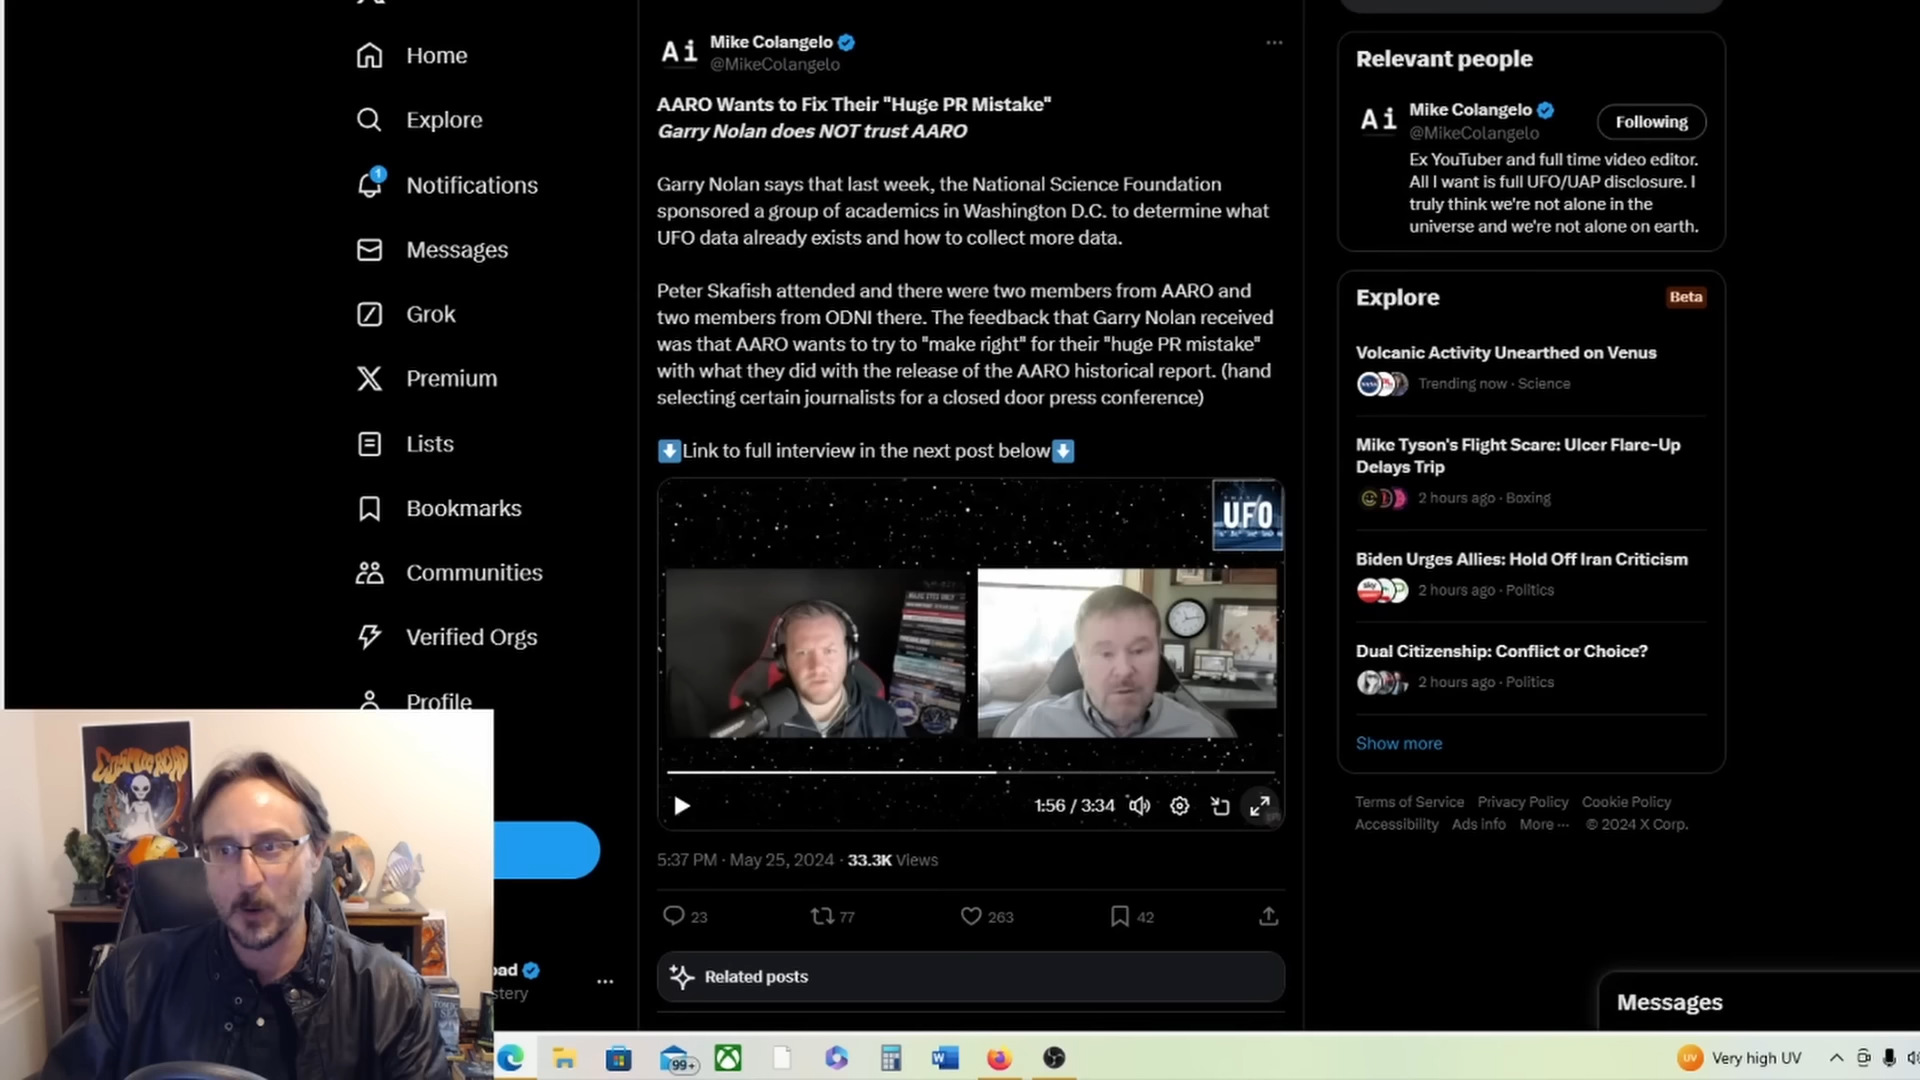 Home
Explore
1
Notifications
Messages
Grok
Premium
Lists
Bookmarks
Communities
Verified Orgs
Profile
Ai
Mike Colangelo
@MikeColangelo
AARO Wants to Fix Their "Huge PR Mistake"
Garry Nolan does NOT trust AARO
Garry Nolan says that last week, the National Science Foundation
sponsored a group of academics in Washington D.C. to determine what
UFO data already exists and how to collect more data.
Peter Skafish attended and there were two members from AARO and
two members from ODNI there. The feedback that Garry Nolan received
was that AARO wants to try to "make right" for their "huge PR mistake"
with what they did with the release of the AARO historical report. (hand
selecting certain journalists for a closed door press conference)
⬇Link to full interview in the next post below⬇
UFO
1:56 / 3:34
5:37 PM · May 25, 2024 · 33.3K Views
23
77
263
42
Related posts
Relevant people
Ai
Mike Colangelo
@MikeColangelo
Following
Ex YouTuber and full time video editor.
All I want is full UFO/UAP disclosure. I
truly think we're not alone in the
universe and we're not alone on earth.
Explore
Beta
Volcanic Activity Unearthed on Venus
Trending now · Science
Mike Tyson's Flight Scare: Ulcer Flare-Up
Delays Trip
2 hours ago · Boxing
Biden Urges Allies: Hold Off Iran Criticism
2 hours ago · Politics
Dual Citizenship: Conflict or Choice?
2 hours ago · Politics
Show more
Terms of Service Privacy Policy Cookie Policy
Accessibility Ads info More ··· © 2024 X Corp.
Messages
COSMIC ROAD
oad
stery
99+
UV
Very high UV